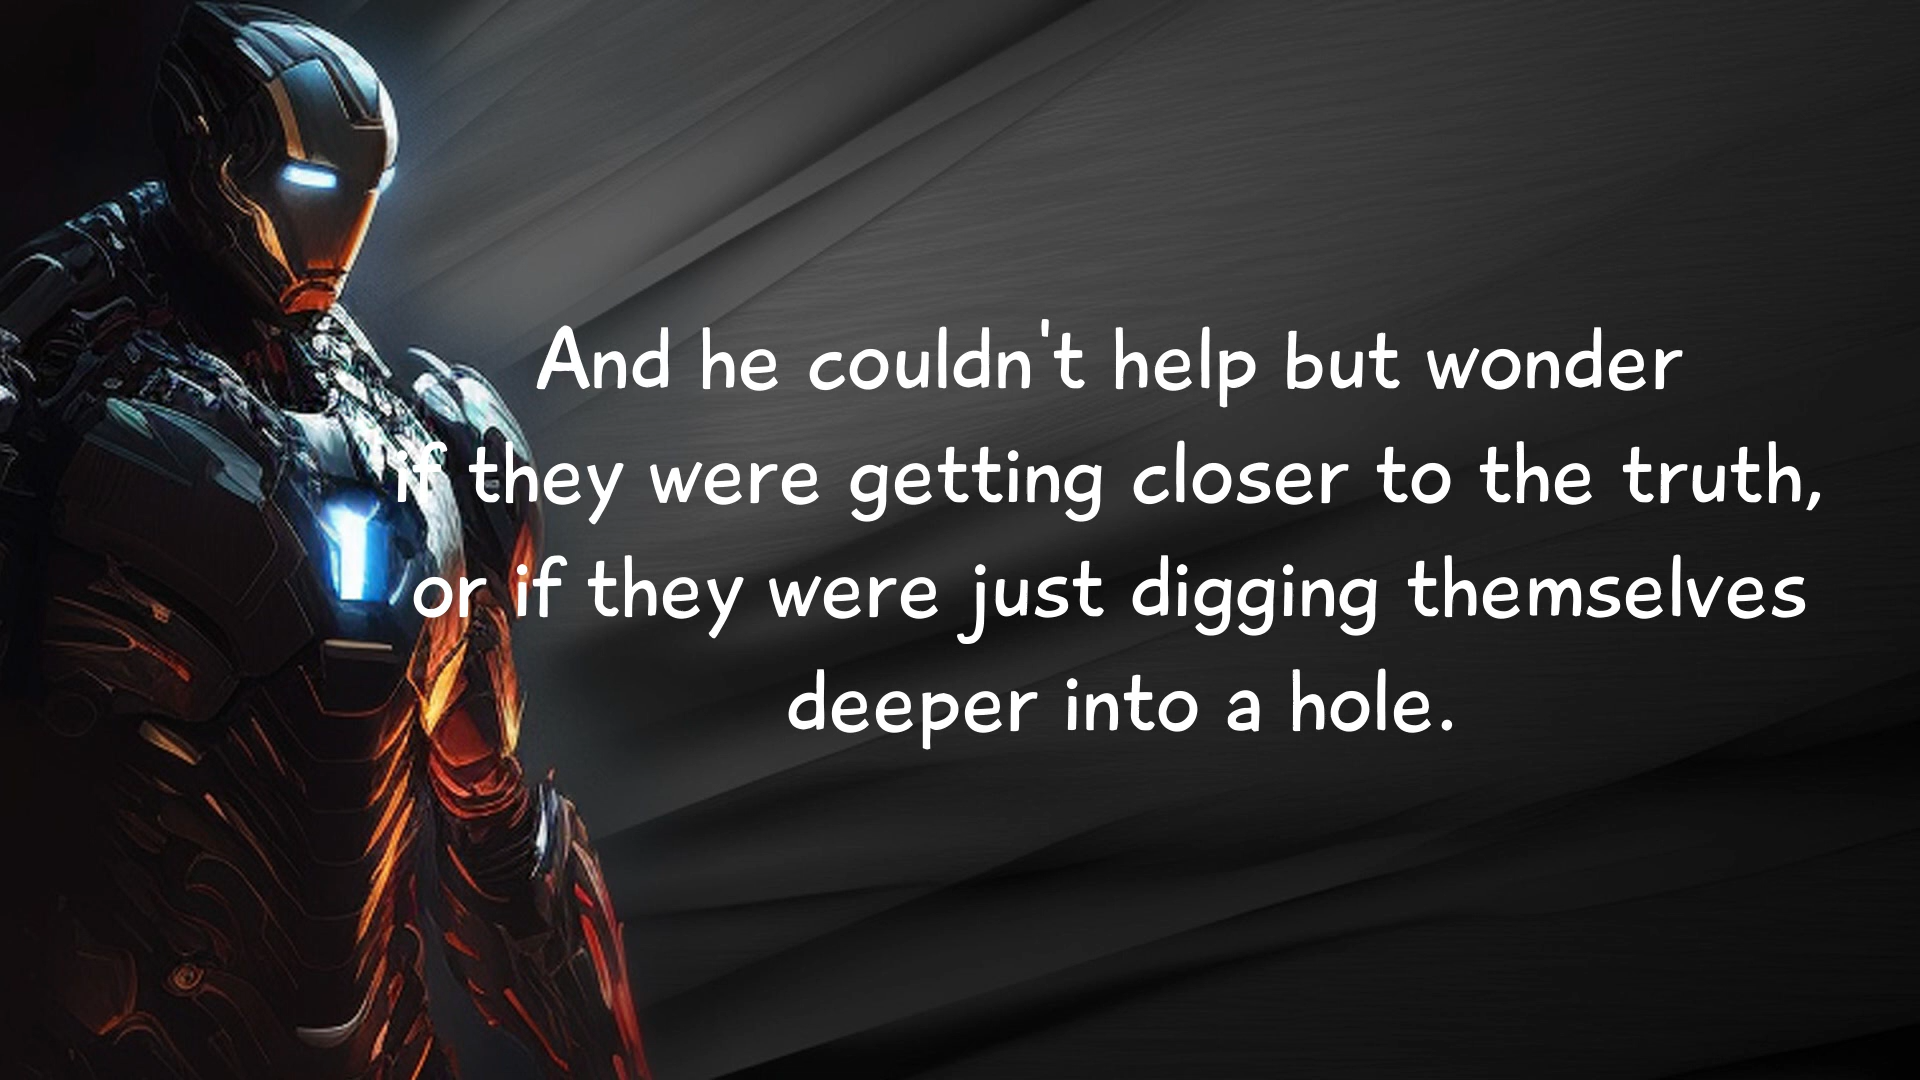 And he couldn't help but wonder
if they were getting closer to the truth,
or if they were just digging themselves
deeper into a hole.